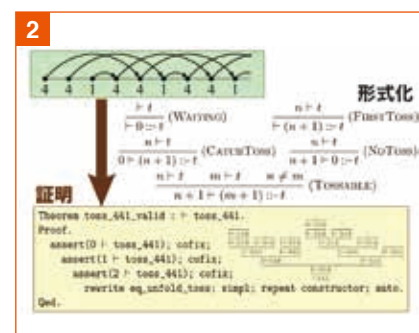 2
4 4 1 4 4 1 4 4 1
形式化
⊢ t / ⊢ 0 :: t (WAITING)
n ⊢ t / ⊢ (n + 1) :: t (FIRSTTOSS)
n ⊢ t / 0 ⊢ (n + 1) :: t (CATCHTOSS)
n ⊢ t / n + 1 ⊢ 0 :: t (NOTOSS)
n ⊢ t m ⊢ t n ≠ m / n + 1 ⊢ (m + 1) :: t (TOSSABLE)
証明
Theorem toss_441_valid : ⊢ toss_441.
Proof.
assert(0 ⊢ toss_441); cofix;
assert(1 ⊢ toss_441); cofix;
assert(2 ⊢ toss_441); cofix;
rewrite eq_unfold_toss; simpl; repeat constructor; auto.
Qed.